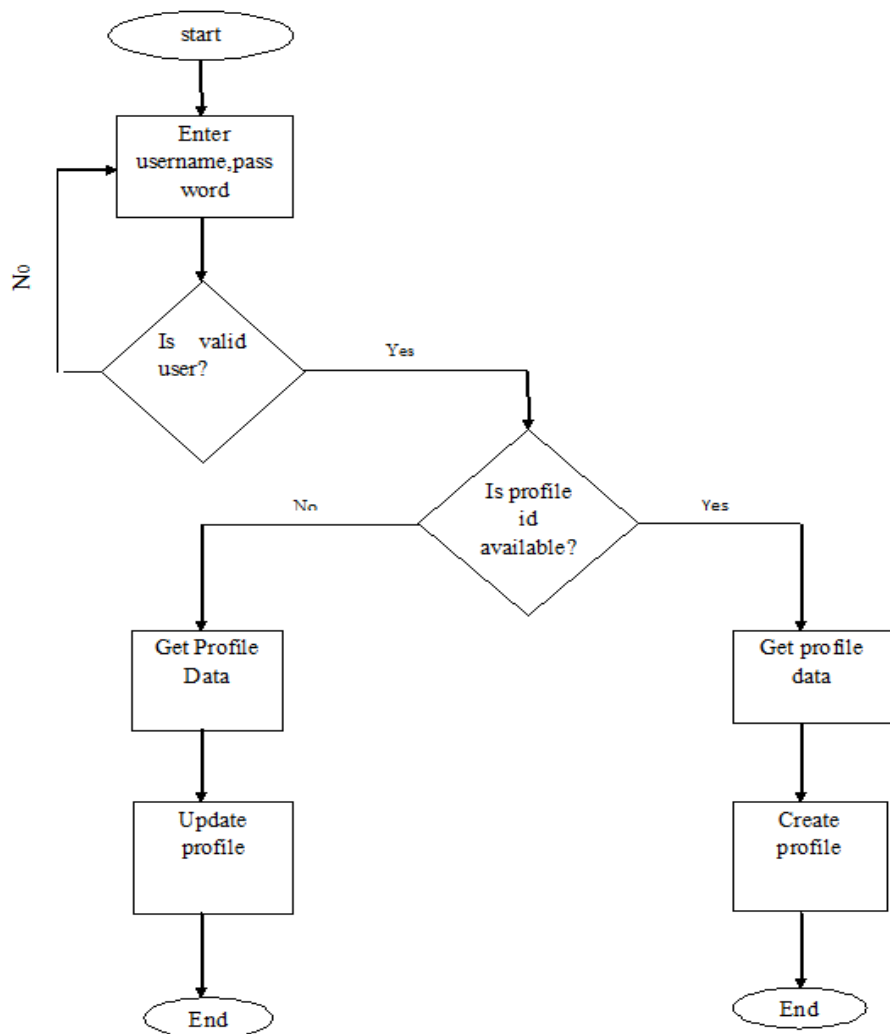 start
Enter
username,pass
word
No
Is valid
user?
Yes
Is profile
id
available?
No
Yes
Get Profile
Data
Get profile
data
Update
profile
Create
profile
End
End